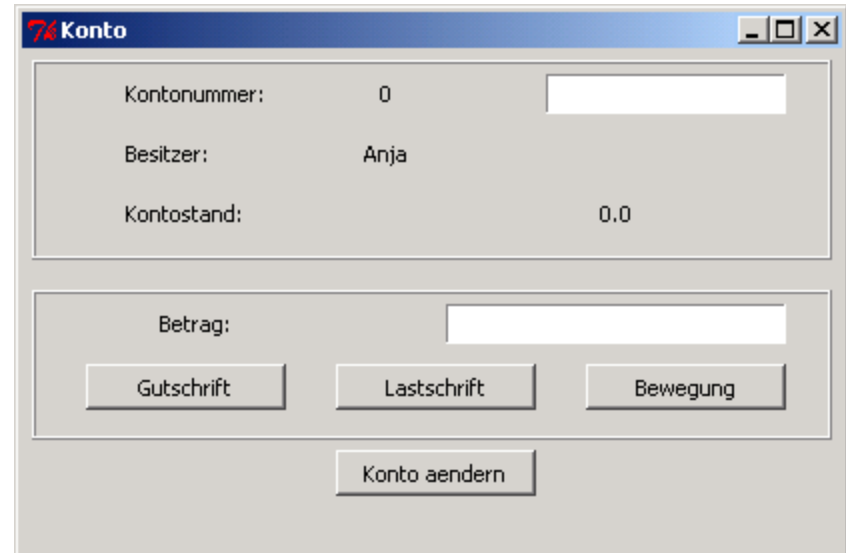 Konto
Kontonummer: 0
Besitzer: Anja
Kontostand: 0.0
Betrag:
Gutschrift Lastschrift Bewegung
Konto aendern